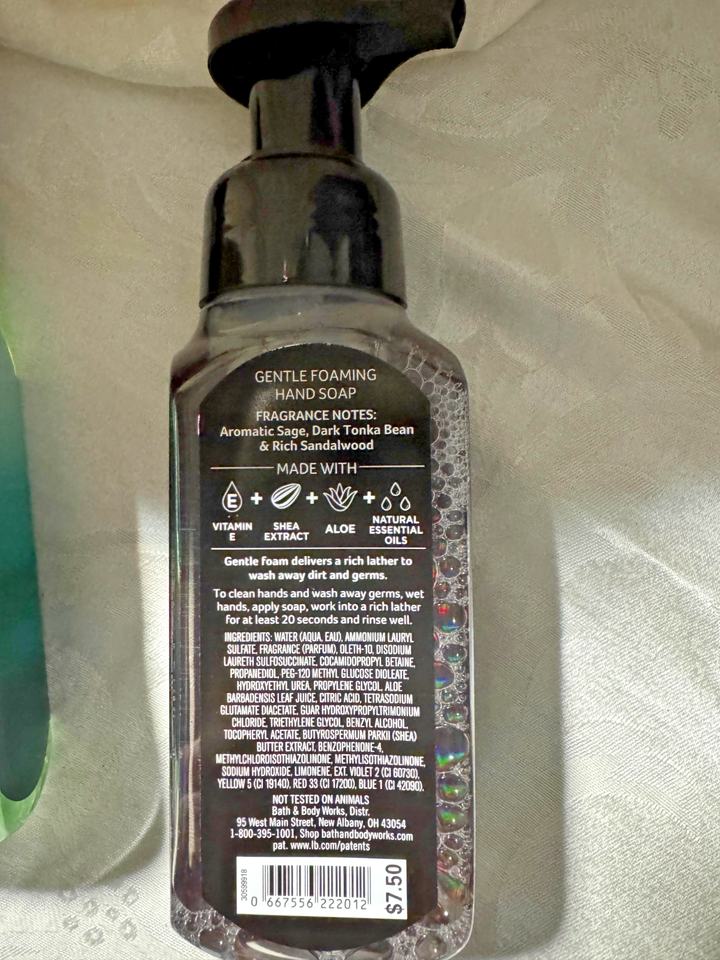 GENTLE FOAMING
HAND SOAP
FRAGRANCE NOTES:
Aromatic Sage, Dark Tonka Bean
& Rich Sandalwood
MADE WITH
E + + +
VITAMIN E
SHEA EXTRACT
ALOE
NATURAL ESSENTIAL OILS
Gentle foam delivers a rich lather to
wash away dirt and germs.
To clean hands and wash away germs, wet
hands, apply soap, work into a rich lather
for at least 20 seconds and rinse well.
INGREDIENTS: WATER (AQUA, EAU), AMMONIUM LAURYL
SULFATE, FRAGRANCE (PARFUM), OLETH-10, DISODIUM
LAURETH SULFOSUCCINATE, COCAMIDOPROPYL BETAINE,
PROPANEDIOL, PEG-120 METHYL GLUCOSE DIOLEATE,
HYDROXYETHYL UREA, PROPYLENE GLYCOL, ALOE
BARBADENSIS LEAF JUICE, CITRIC ACID, TETRASODIUM
GLUTAMATE DIACETATE, GUAR HYDROXYPROPYLTRIMONIUM
CHLORIDE, TRIETHYLENE GLYCOL, BENZYL ALCOHOL,
TOCOPHERYL ACETATE, BUTYROSPERMUM PARKII (SHEA)
BUTTER EXTRACT, BENZOPHENONE-4,
METHYLCHLOROISOTHIAZOLINONE, METHYLISOTHIAZOLINONE,
SODIUM HYDROXIDE, LIMONENE, EXT. VIOLET 2 (CI 60730),
YELLOW 5 (CI 19140), RED 33 (CI 17200), BLUE 1 (CI 42090).
NOT TESTED ON ANIMALS
Bath & Body Works, Distr.
95 West Main Street, New Albany, OH 43054
1-800-395-1001, Shop bathandbodyworks.com
pat. www.lb.com/patents
30599918
0 667556 222012
$7.50